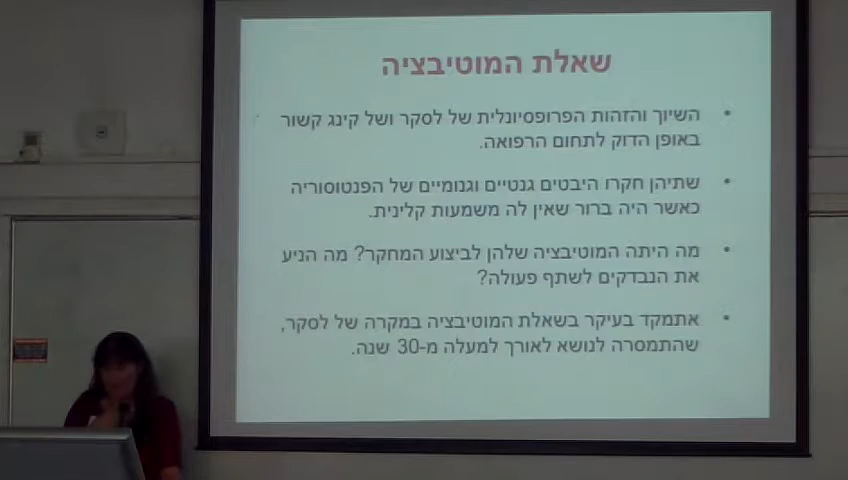 שאלת המוטיבציה
• השיוך והזהות הפרופסיונלית של לסקר ושל קינג קשור
באופן הדוק לתחום הרפואה.
• שתיהן חקרו היבטים גנטיים וגנומיים של הפנטוסוריה
כאשר היה ברור שאין לה משמעות קלינית.
• מה היתה המוטיבציה שלהן לביצוע המחקר? מה הניע
את הנבדקים לשתף פעולה?
• אתמקד בעיקר בשאלת המוטיבציה במקרה של לסקר,
שהתמסרה לנושא לאורך למעלה מ-30 שנה.